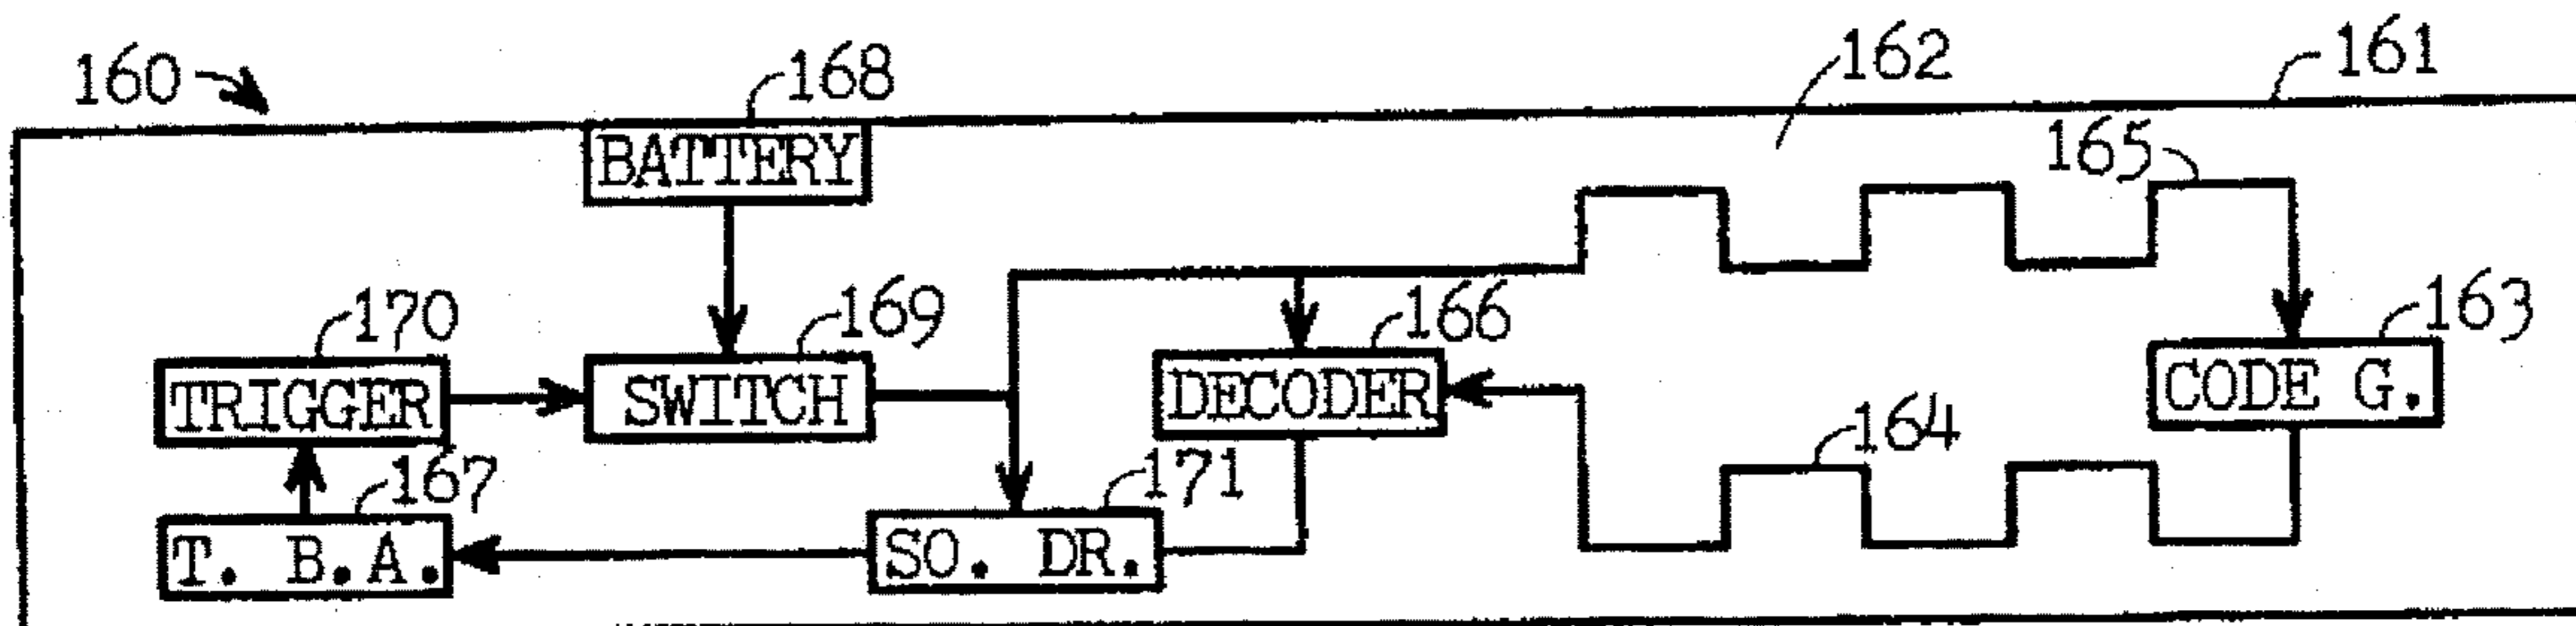 160
168
162
161
BATTERY
165
170
169
166
163
TRIGGER
SWITCH
DECODER
CODE G.
167
171
164
T. B.A.
SO. DR.